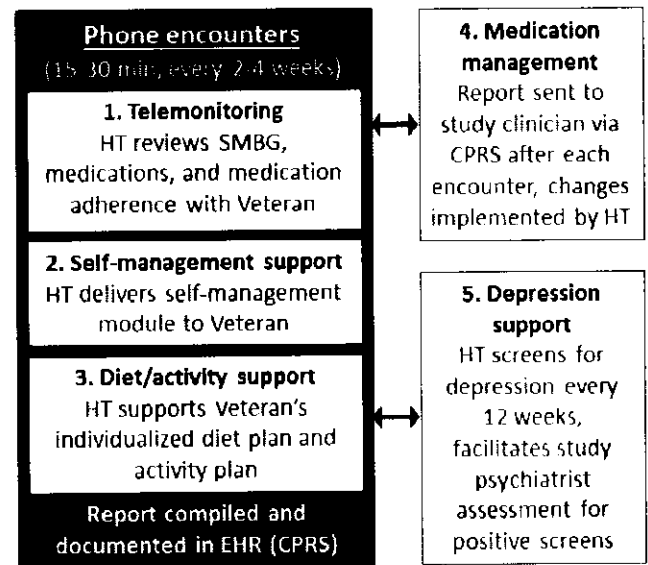 Phone encounters
(15-30 min, every 2-4 weeks)
1. Telemonitoring
HT reviews SMBG,
medications, and medication
adherence with Veteran
2. Self-management support
HT delivers self-management
module to Veteran
3. Diet/activity support
HT supports Veteran's
individualized diet plan and
activity plan
Report compiled and
documented in EHR (CPRS)
4. Medication
management
Report sent to
study clinician via
CPRS after each
encounter, changes
implemented by HT
5. Depression
support
HT screens for
depression every
12 weeks,
facilitates study
psychiatrist
assessment for
positive screens